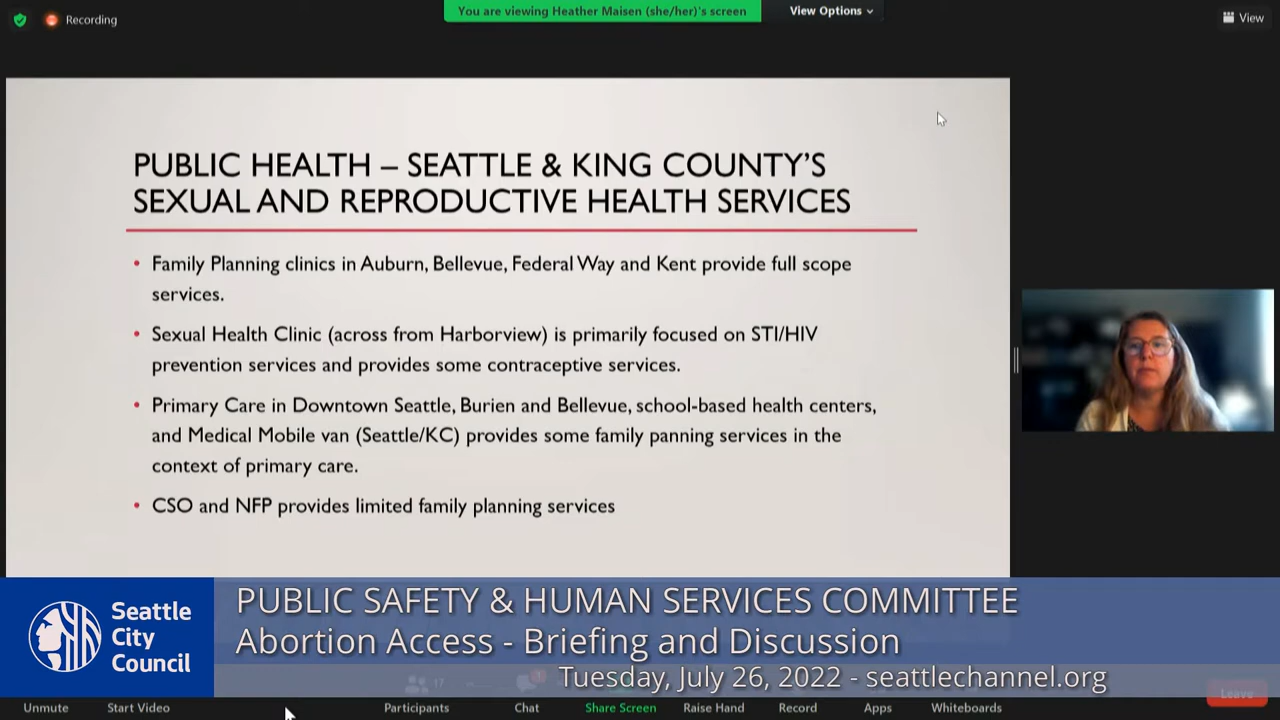 Recording
You are viewing Heather Maisen (she/her)'s screen
View Options
View
PUBLIC HEALTH – SEATTLE & KING COUNTY'S
SEXUAL AND REPRODUCTIVE HEALTH SERVICES
• Family Planning clinics in Auburn, Bellevue, Federal Way and Kent provide full scope
services.
• Sexual Health Clinic (across from Harborview) is primarily focused on STI/HIV
prevention services and provides some contraceptive services.
• Primary Care in Downtown Seattle, Burien and Bellevue, school-based health centers,
and Medical Mobile van (Seattle/KC) provides some family panning services in the
context of primary care.
• CSO and NFP provides limited family planning services
Seattle
City
Council
PUBLIC SAFETY & HUMAN SERVICES COMMITTEE
Abortion Access - Briefing and Discussion
Tuesday, July 26, 2022 - seattlechannel.org
17
Leave
Unmute
Start Video
Participants
Chat
Share Screen
Raise Hand
Record
Apps
Whiteboards